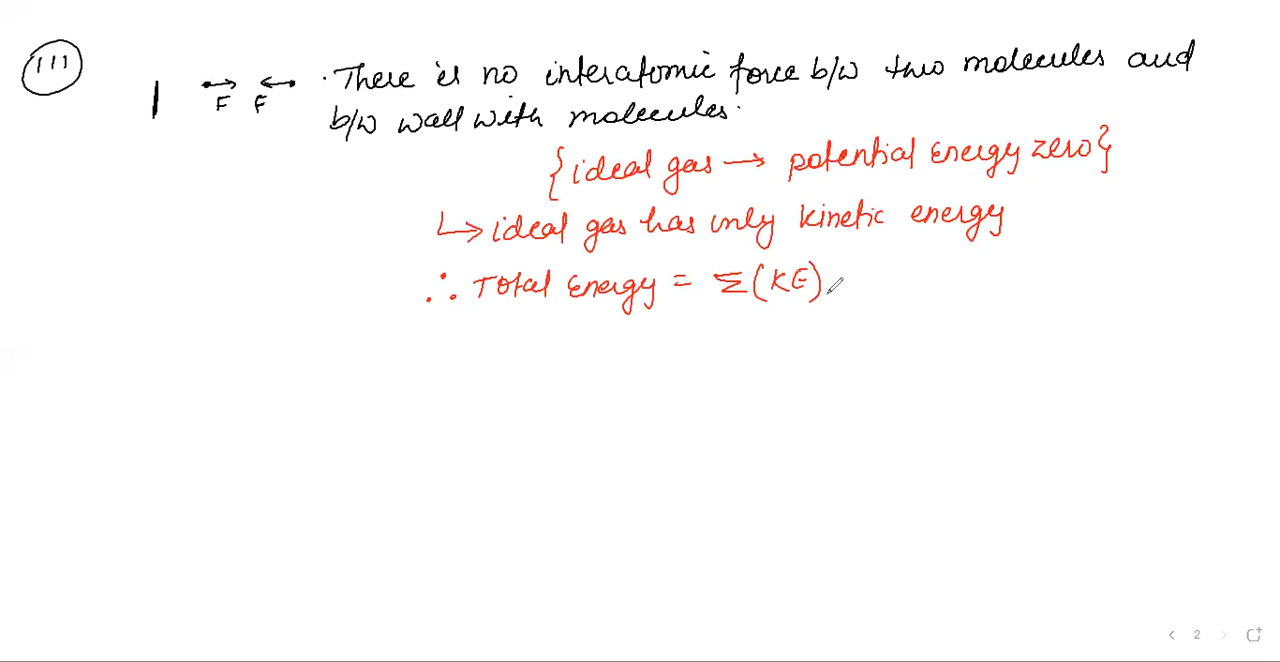 (111)
There is no interatomic force b/w two molecules and
F F
b/w wall with molecules.
{ideal gas → potential Energy zero}
↳ ideal gas has only kinetic energy
∴ Total Energy = Σ(KE)
< 2 >